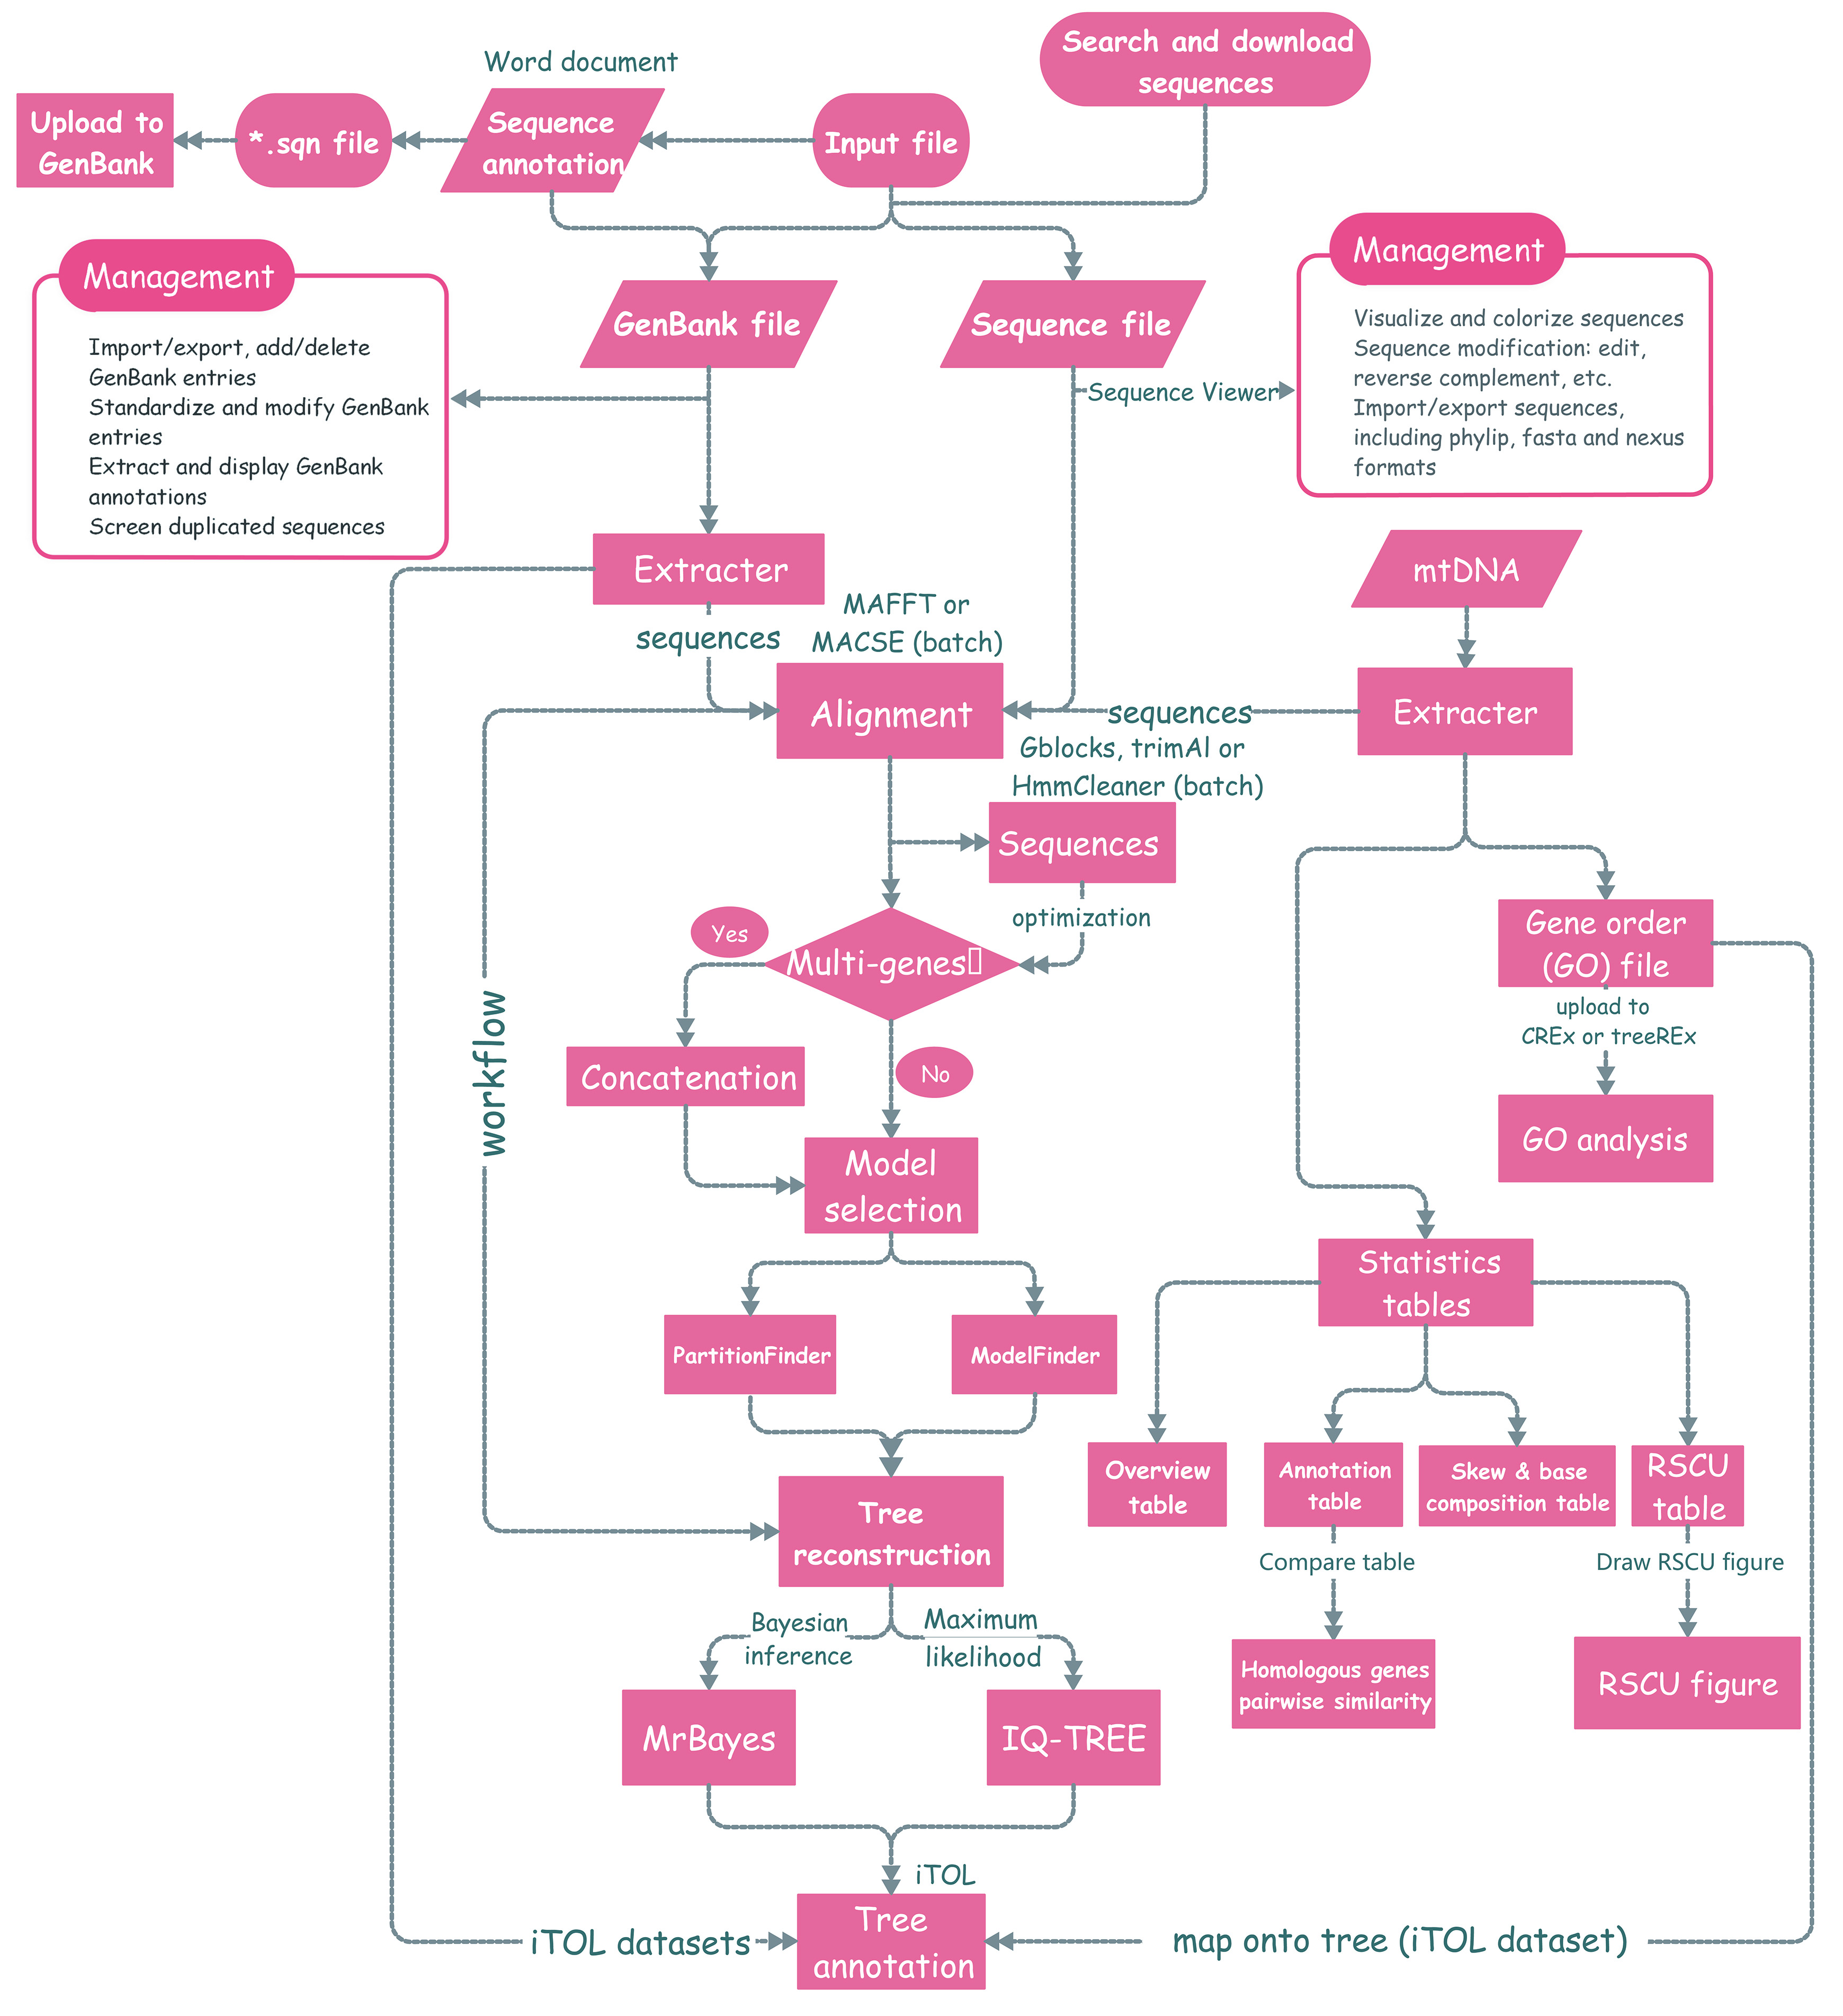 Search and download
sequences
Word document
Upload to
GenBank
*.sqn file
Sequence
annotation
Input file
Management
Import/export, add/delete
GenBank entries
Standardize and modify GenBank
entries
Extract and display GenBank
annotations
Screen duplicated sequences
GenBank file
Sequence file
Sequence Viewer
Management
Visualize and colorize sequences
Sequence modification: edit,
reverse complement, etc.
Import/export sequences,
including phylip, fasta and nexus
formats
Extracter
sequences
MAFFT or
MACSE (batch)
mtDNA
Alignment
sequences
Extracter
Gblocks, trimAl or
HmmCleaner (batch)
Sequences
optimization
Yes
Multi-genes
No
Concatenation
workflow
Gene order
(GO) file
upload to
CREx or treeREx
GO analysis
Model
selection
PartitionFinder
ModelFinder
Statistics
tables
Overview
table
Annotation
table
Skew & base
composition table
RSCU
table
Compare table
Draw RSCU figure
Homologous genes
pairwise similarity
RSCU figure
Tree
reconstruction
Bayesian
inference
Maximum
likelihood
MrBayes
IQ-TREE
iTOL
iTOL datasets
Tree
annotation
map onto tree (iTOL dataset)